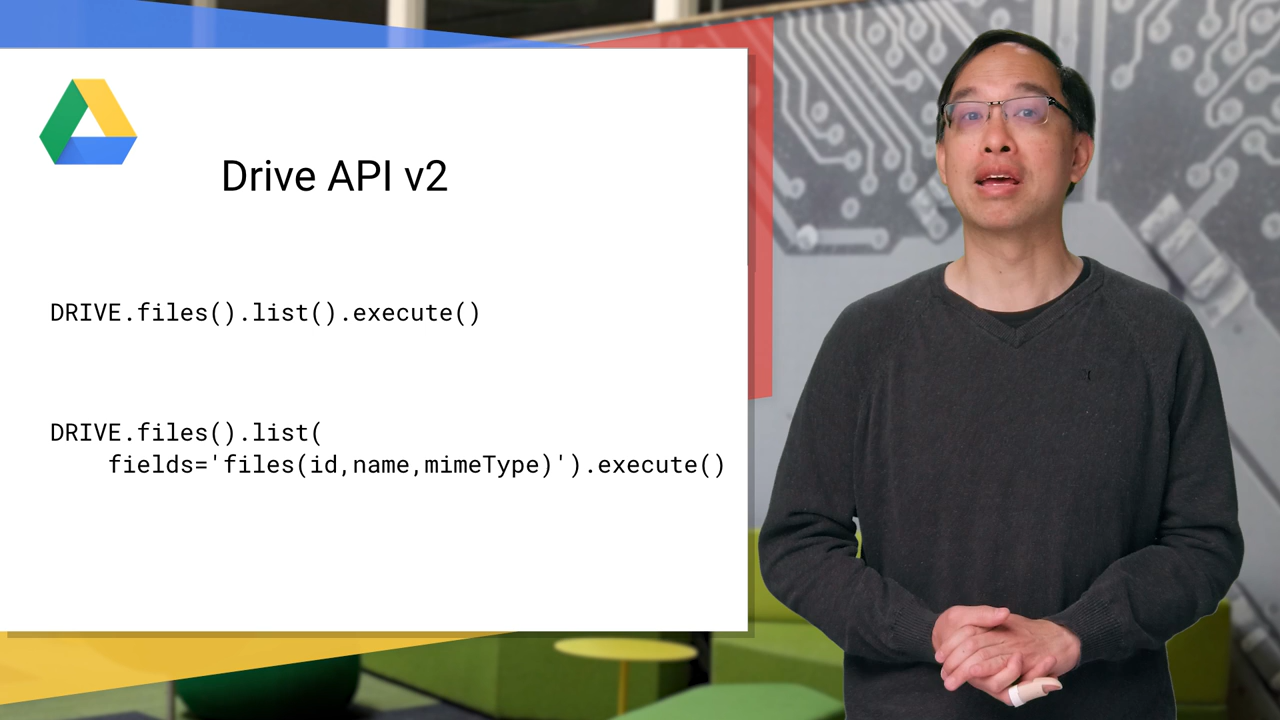 Drive API v2
DRIVE.files().list().execute()
DRIVE.files().list(
    fields='files(id,name,mimeType)').execute()